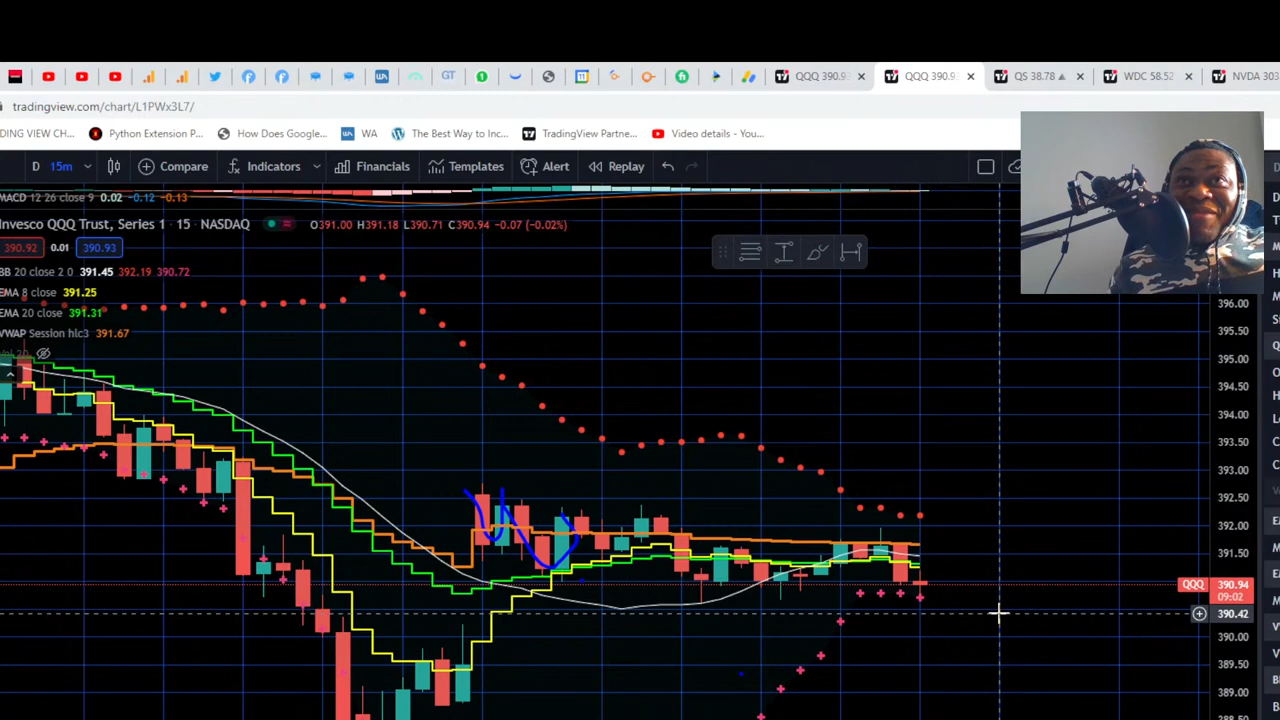 QQQ 390.9
QQQ 390.9
QS 38.78
WDC 58.52
NVDA 303
tradingview.com/chart/L1PWx3L7/
DING VIEW CH...
Python Extension P...
How Does Google...
WA
The Best to Way to Inc...
TradingView Partne...
Video details - You...
D 15m
Compare
Indicators
Financials
Templates
Alert
Replay
MACD 12 26 close 9 0.02 -0.12 -0.13
Invesco QQQ Trust, Series 1 · 15 · NASDAQ
O391.00 H391.18 L390.71 C390.94 -0.07 (-0.02%)
390.92 0.01 390.93
BB 20 close 2 0 391.45 392.19 390.72
EMA 8 close 391.25
EMA 20 close 391.31
VWAP Session hlc3 391.67
396.00
395.50
395.00
394.50
394.00
393.50
393.00
392.50
392.00
391.50
QQQ 390.94
09:02
390.42
390.00
389.50
389.00
388.50